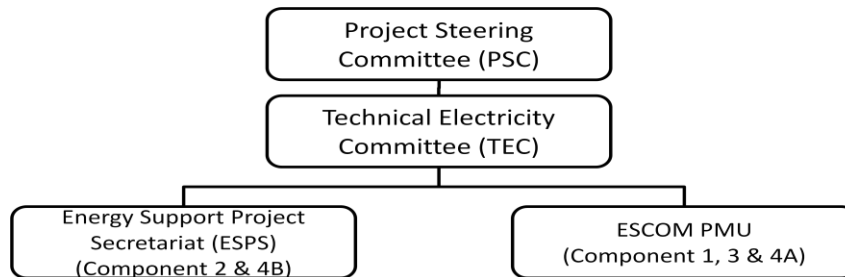 Project Steering
Committee (PSC)
Technical Electricity
Committee (TEC)
Energy Support Project
Secretariat (ESPS)
(Component 2 & 4B)
ESCOM PMU
(Component 1, 3 & 4A)